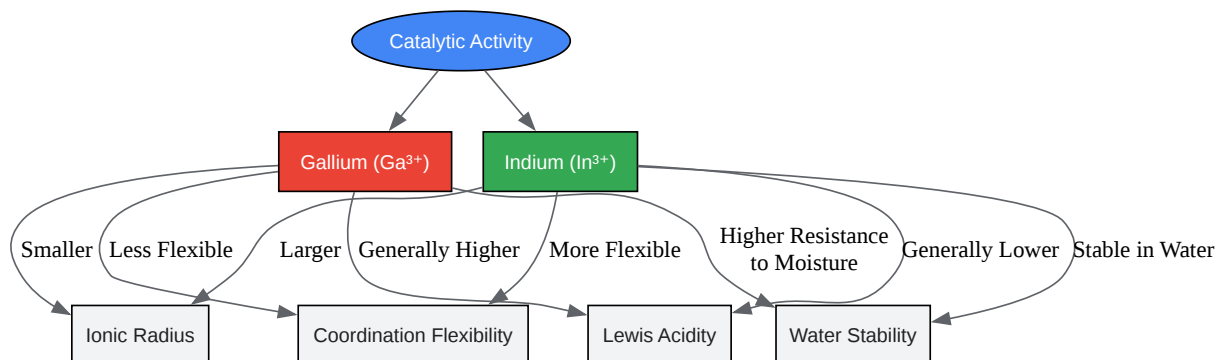 Catalytic Activity
Gallium (Ga³⁺)
Indium (In³⁺)
Smaller
Less Flexible
Larger
Generally Higher
More Flexible
Higher Resistance
to Moisture
Generally Lower
Stable in Water
Ionic Radius
Coordination Flexibility
Lewis Acidity
Water Stability